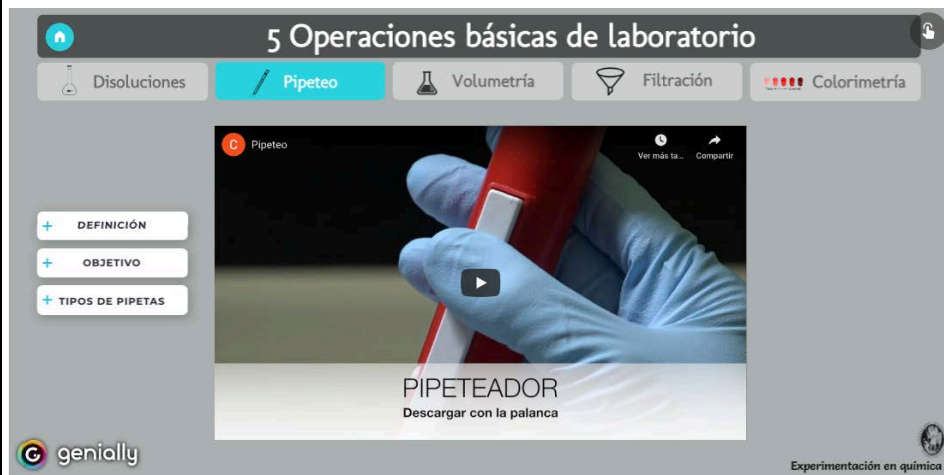 5 Operaciones básicas de laboratorio
Disoluciones
Pipeteo
Volumetría
Filtración
Colorimetría
C Pipeteo
Ver más ta...
Compartir
+ DEFINICIÓN
+ OBJETIVO
+ TIPOS DE PIPETAS
PIPETEADOR
Descargar con la palanca
G genially
Experimentación en química